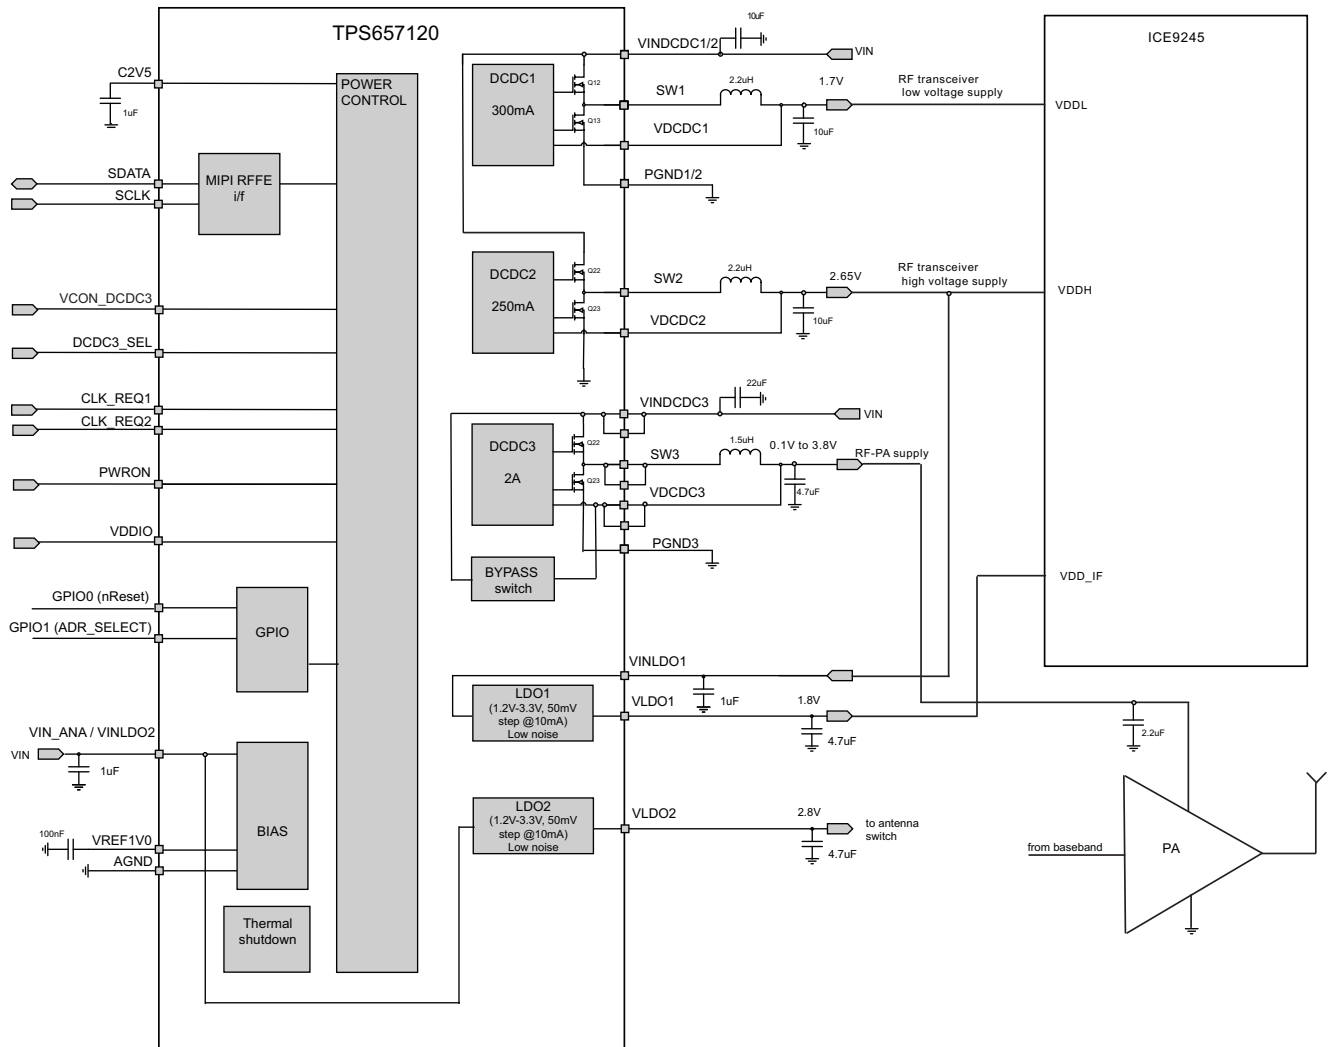 TPS657120
C2V5
1uF
SDATA
SCLK
MIPI RFFE
i/f
POWER
CONTROL
VCON_DCDC3
DCDC3_SEL
CLK_REQ1
CLK_REQ2
PWRON
VDDIO
GPIO0 (nReset)
GPIO1 (ADR_SELECT)
GPIO
VIN_ANA / VINLDO2
VIN
1uF
BIAS
100nF
VREF1V0
AGND
Thermal
shutdown
DCDC1
300mA
Q12
Q13
VINDCDC1/2
10uF
VIN
SW1
2.2uH
1.7V
RF transceiver
low voltage supply
VDCDC1
10uF
PGND1/2
DCDC2
250mA
Q22
Q23
SW2
2.2uH
2.65V
RF transceiver
high voltage supply
VDCDC2
10uF
VINDCDC3
22uF
VIN
DCDC3
2A
Q22
Q23
SW3
1.5uH
0.1V to 3.8V
RF-PA supply
VDCDC3
4.7uF
PGND3
BYPASS
switch
VINLDO1
1uF
LDO1
(1.2V-3.3V, 50mV
step @10mA)
Low noise
VLDO1
1.8V
4.7uF
LDO2
(1.2V-3.3V, 50mV
step @10mA)
Low noise
VLDO2
2.8V
4.7uF
to antenna
switch
ICE9245
VDDL
VDDH
VDD_IF
2.2uF
from baseband
PA